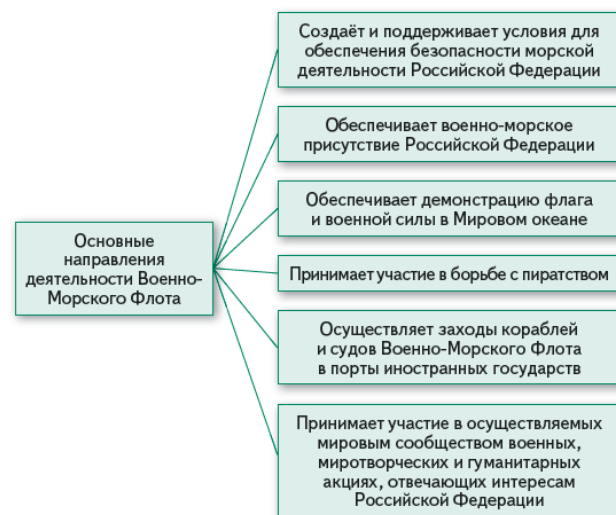 Создаёт и поддерживает условия для
обеспечения безопасности морской
деятельности Российской Федерации
Обеспечивает военно-морское
присутствие Российской Федерации
Обеспечивает демонстрацию флага
и военной силы в Мировом океане
Основные
направления
деятельности Военно-
Морского Флота
Принимает участие в борьбе с пиратством
Осуществляет заходы кораблей
и судов Военно-Морского Флота
в порты иностранных государств
Принимает участие в осуществляемых
мировым сообществом военных,
миротворческих и гуманитарных
акциях, отвечающих интересам
Российской Федерации